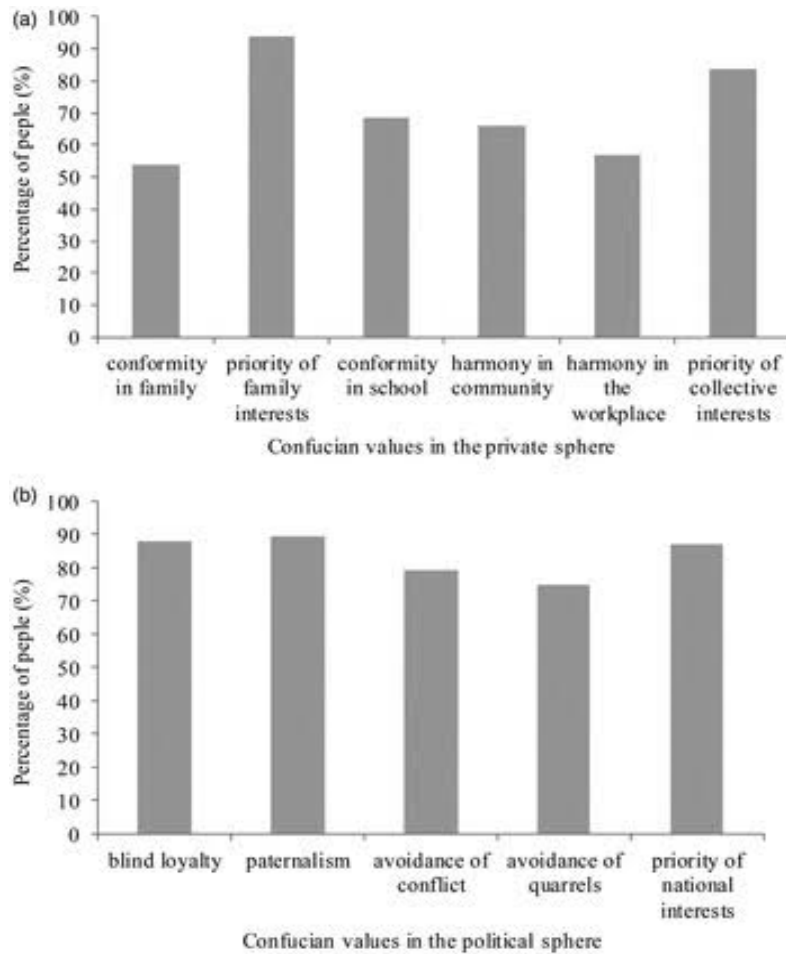 (a)
100
90
80
70
60
50
40
30
20
10
0
Percentage of peple (%)
conformity in family
priority of family interests
conformity in school
harmony in community
harmony in the workplace
priority of collective interests
Confucian values in the private sphere
(b)
100
90
80
70
60
50
40
30
20
10
0
Percentage of peple (%)
blind loyalty
paternalism
avoidance of conflict
avoidance of quarrels
priority of national interests
Confucian values in the political sphere